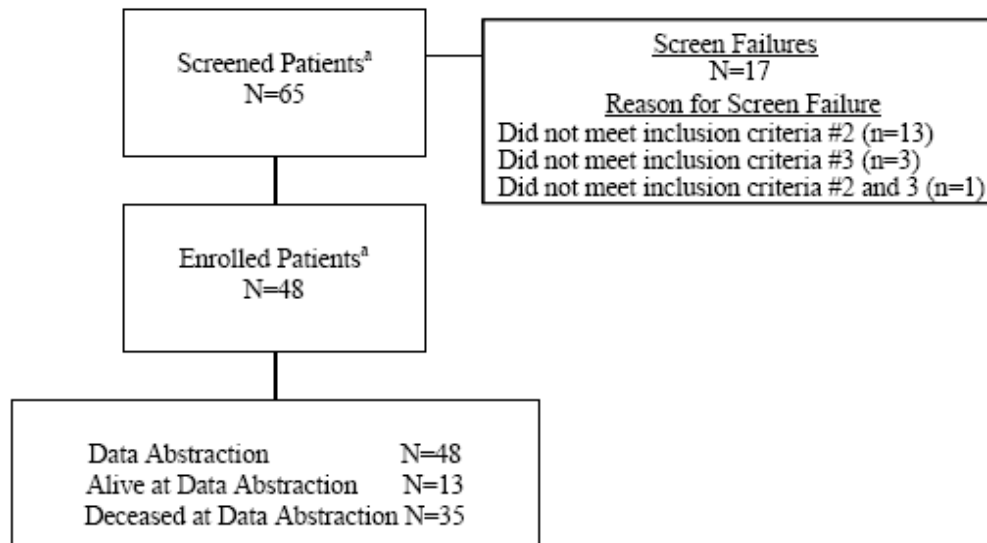 Screened Patientsa
N=65
Screen Failures
N=17
Reason for Screen Failure
Did not meet inclusion criteria #2 (n=13)
Did not meet inclusion criteria #3 (n=3)
Did not meet inclusion criteria #2 and 3 (n=1)
Enrolled Patientsa
N=48
Data Abstraction N=48
Alive at Data Abstraction N=13
Deceased at Data Abstraction N=35